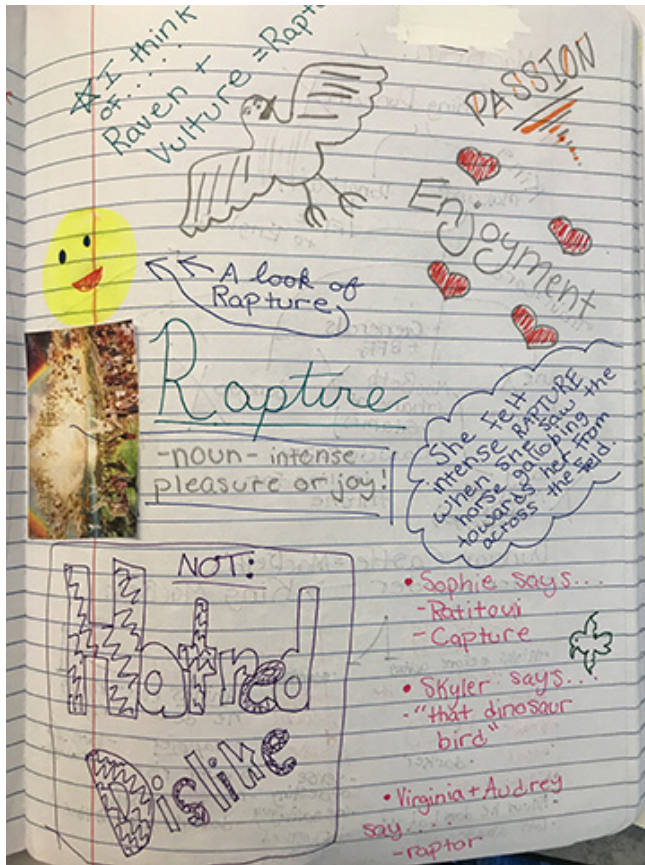 ☆ I think
of.....
Raven +
Vulture = Raptu
PASSION
Enjoyment
A look of
Rapture
Rapture
-noun- intense
pleasure or joy!
She felt
intense RAPTURE
when she saw the
horse galloping
towards her from
across the field.
NOT:
Hatred
Dislike
• Sophie says....
- Ratitoui
- Capture
• Skyler says...
- "that dinosaur
bird"
• Virginia + Audrey
say......
- raptor